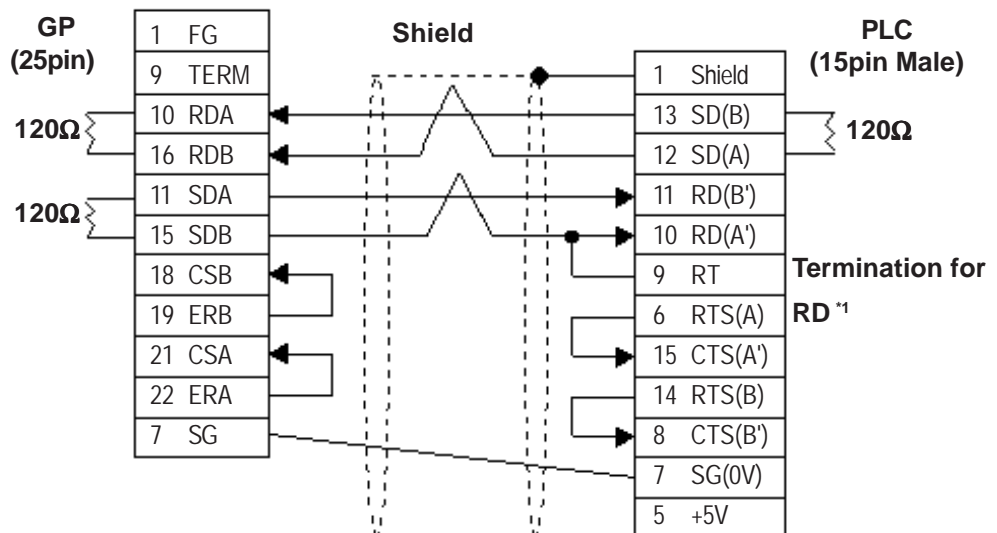 GP
(25pin)
1 FG
9 TERM
10 RDA
16 RDB
11 SDA
15 SDB
18 CSB
19 ERB
21 CSA
22 ERA
7 SG
120Ω
120Ω
Shield
PLC
(15pin Male)
1 Shield
13 SD(B)
12 SD(A)
11 RD(B')
10 RD(A')
9 RT
6 RTS(A)
15 CTS(A')
14 RTS(B)
8 CTS(B')
7 SG(0V)
5 +5V
120Ω
Termination for
RD *1